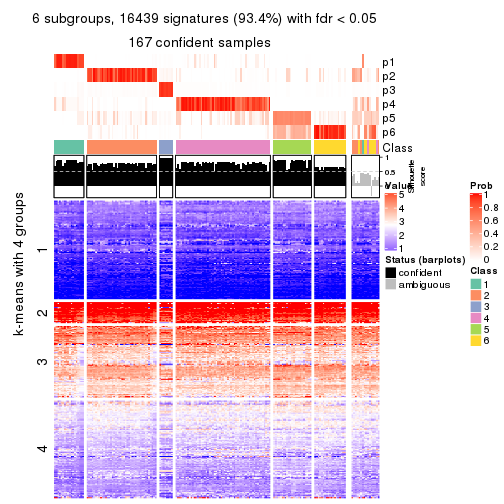 6 subgroups, 16439 signatures (93.4%) with fdr < 0.05
167 confident samples
p1
p2
p3
p4
p5
p6
Class
1
0.5
0
Silhouette
score
k-means with 4 groups
1
2
3
4
Value
5
4
3
2
1
Status (barplots)
confident
ambiguous
Prob
1
0.8
0.6
0.4
0.2
0
Class
1
2
3
4
5
6